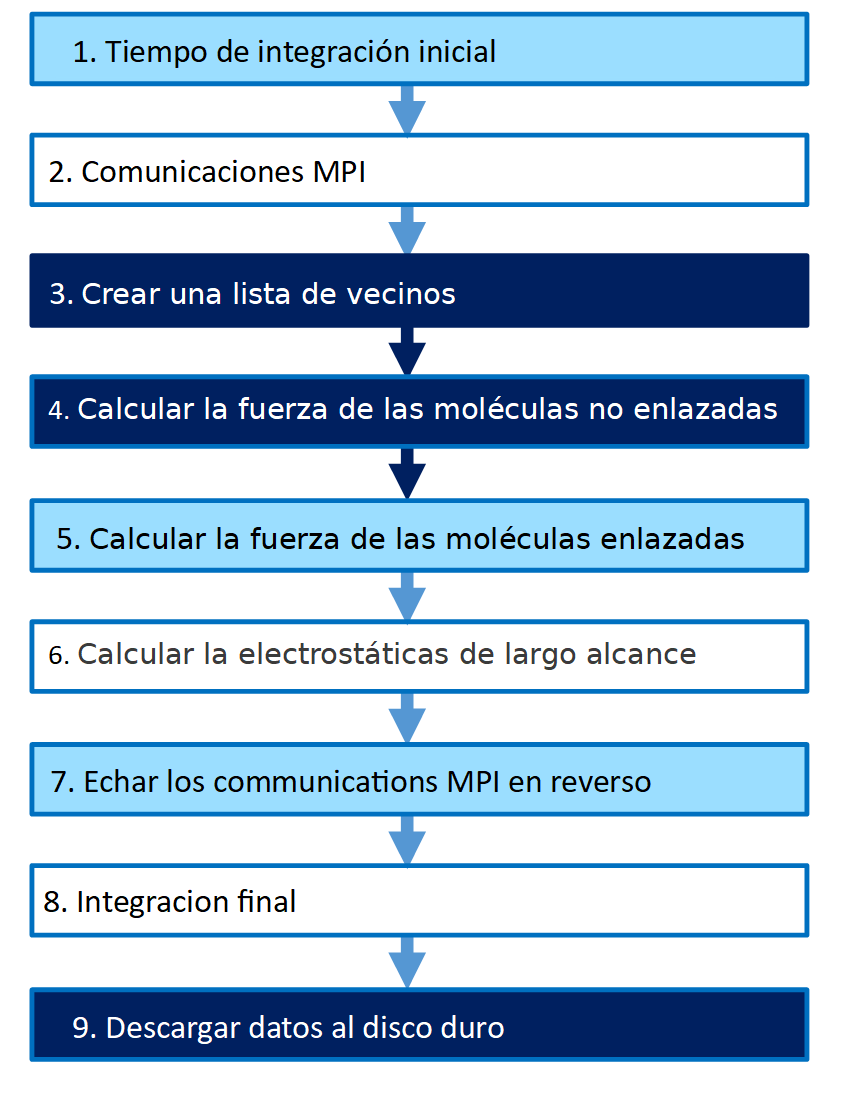 1. Tiempo de integración inicial
2. Comunicaciones MPI
3. Crear una lista de vecinos
4. Calcular la fuerza de las moléculas no enlazadas
5. Calcular la fuerza de las moléculas enlazadas
6. Calcular la electrostáticas de largo alcance
7. Echar los communications MPI en reverso
8. Integracion final
9. Descargar datos al disco duro